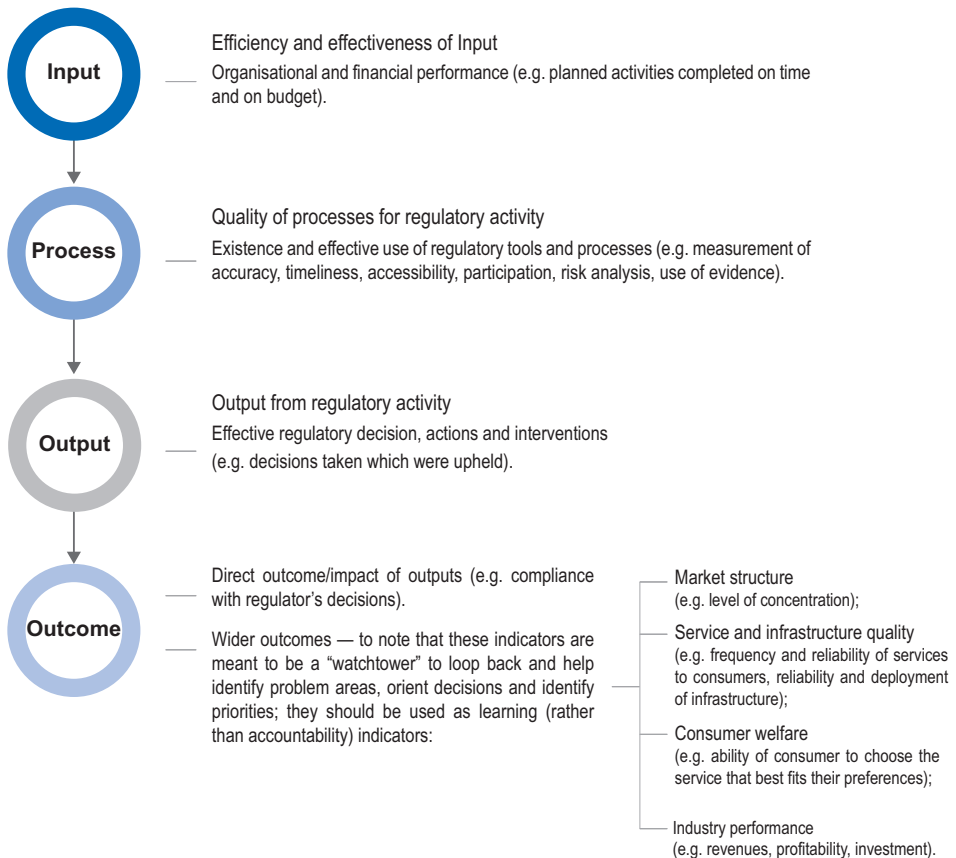 Input
Efficiency and effectiveness of Input
Organisational and financial performance (e.g. planned activities completed on time
and on budget).
Process
Quality of processes for regulatory activity
Existence and effective use of regulatory tools and processes (e.g. measurement of
accuracy, timeliness, accessibility, participation, risk analysis, use of evidence).
Output
Output from regulatory activity
Effective regulatory decision, actions and interventions
(e.g. decisions taken which were upheld).
Outcome
Direct outcome/impact of outputs (e.g. compliance
with regulator's decisions).
Wider outcomes — to note that these indicators are
meant to be a “watchtower” to loop back and help
identify problem areas, orient decisions and identify
priorities; they should be used as learning (rather
than accountability) indicators:
Market structure
(e.g. level of concentration);
Service and infrastructure quality
(e.g. frequency and reliability of services
to consumers, reliability and deployment
of infrastructure);
Consumer welfare
(e.g. ability of consumer to choose the
service that best fits their preferences);
Industry performance
(e.g. revenues, profitability, investment).